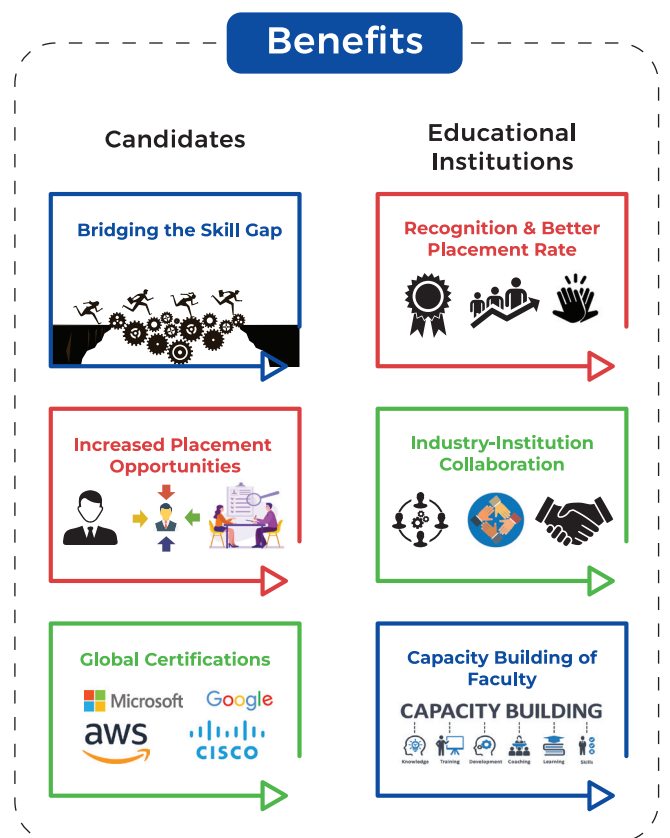 Benefits
Candidates
Bridging the Skill Gap
Increased Placement
Opportunities
Global Certifications
Microsoft
Google
aws
CISCO
Educational
Institutions
Recognition & Better
Placement Rate
Industry-Institution
Collaboration
Capacity Building of
Faculty
CAPACITY BUILDING
Knowledge Training Development Coaching Learning Skills